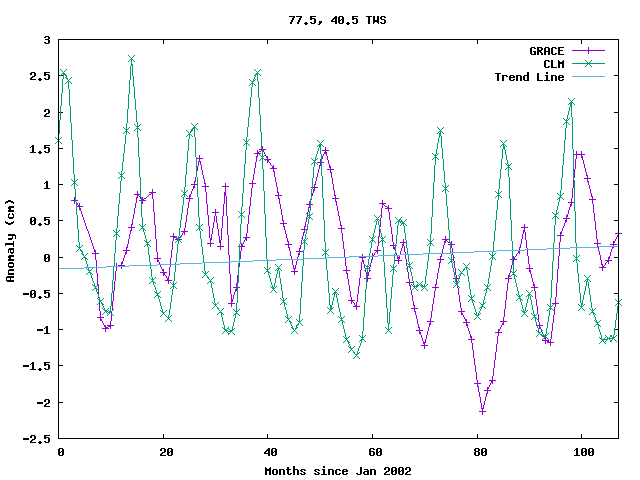 77.5, 40.5 TWS
GRACE
CLM
Trend Line
Anomaly (cm)
3
2.5
2
1.5
1
0.5
0
-0.5
-1
-1.5
-2
-2.5
0 20 40 60 80 100
Months since Jan 2002